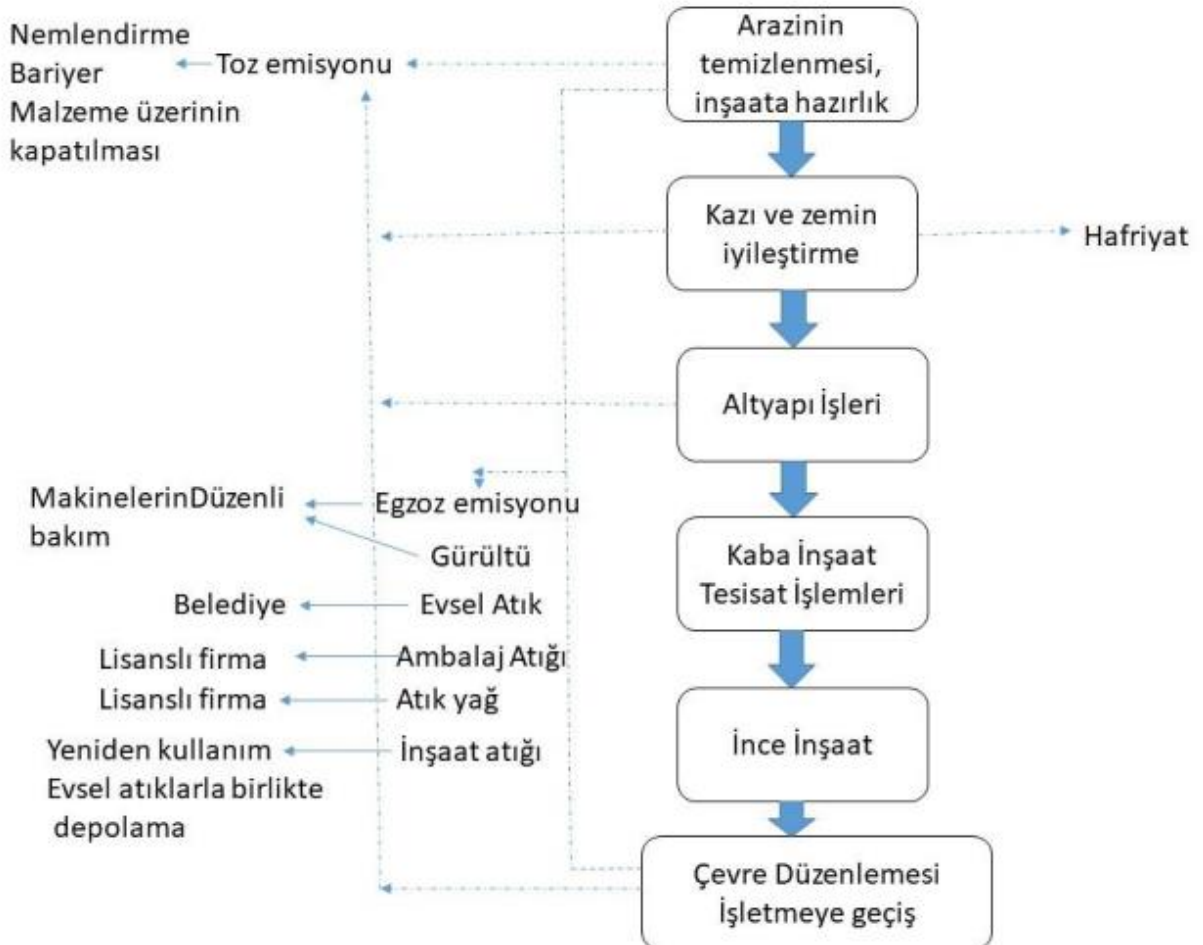 Nemlendirme
Bariyer
Malzeme üzerinin
kapatılması
Toz emisyonu
Arazinin
temizlenmesi,
inşaata hazırlık
Kazı ve zemin
iyileştirme
Hafriyat
Altyapı İşleri
MakinelerinDüzenli
bakım
Egzoz emisyonu
Gürültü
Kaba İnşaat
Tesisat İşlemleri
Belediye
Evsel Atık
Lisanslı firma
Ambalaj Atığı
Lisanslı firma
Atık yağ
Yeniden kullanım
Evsel atıklarla birlikte
depolama
İnşaat atığı
İnce İnşaat
Çevre Düzenlemesi
İşletmeye geçiş